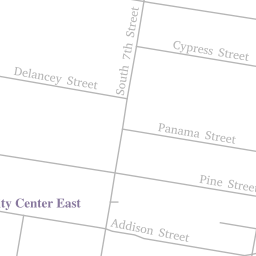 South 7th Street
Cypress Street
Delancey Street
Panama Street
Pine Street
ty Center East
Addison Street